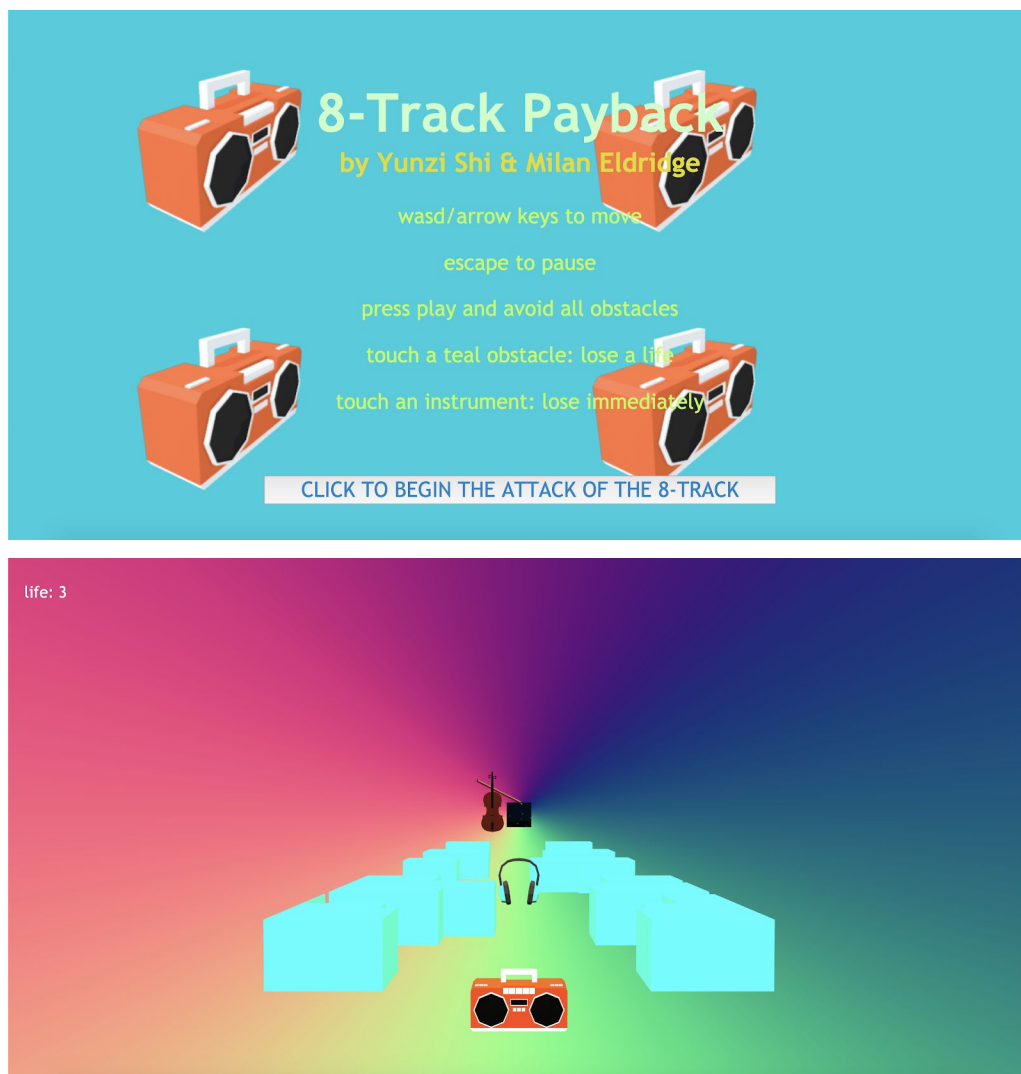 8-Track Payback
by Yunzi Shi & Milan Eldridge
wasd/arrow keys to move
escape to pause
press play and avoid all obstacles
touch a teal obstacle: lose a life
touch an instrument: lose immediately
CLICK TO BEGIN THE ATTACK OF THE 8-TRACK
life: 3